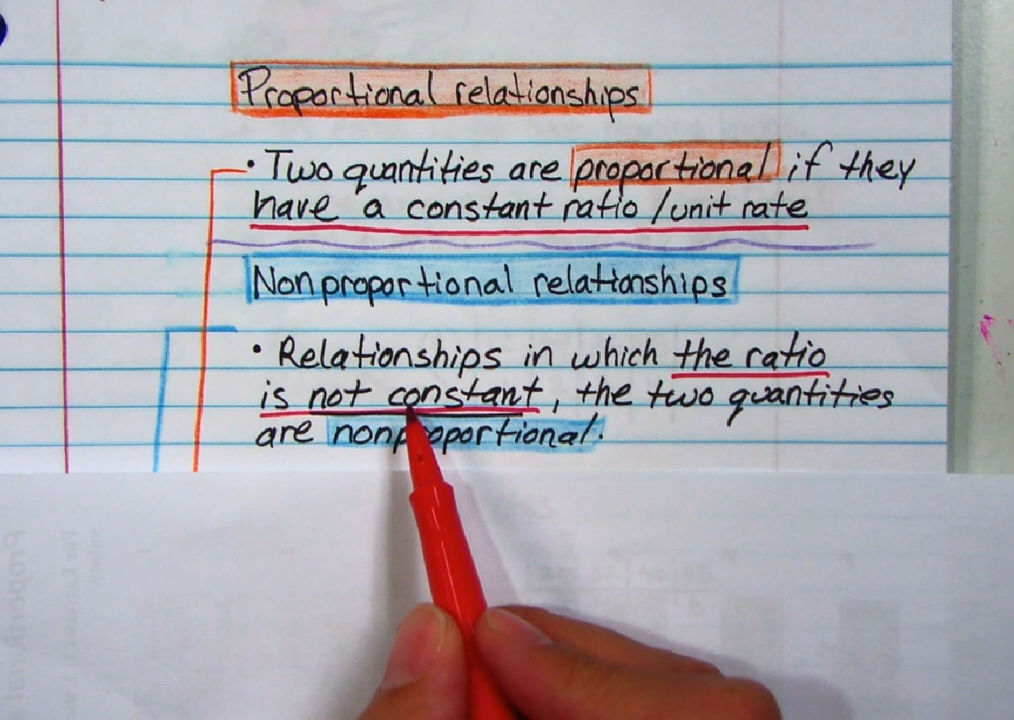 Proportional relationships
• Two quantities are proportional if they
have a constant ratio/unit rate
Nonproportional relationships
• Relationships in which the ratio
is not constant, the two quantities
are nonproportional.